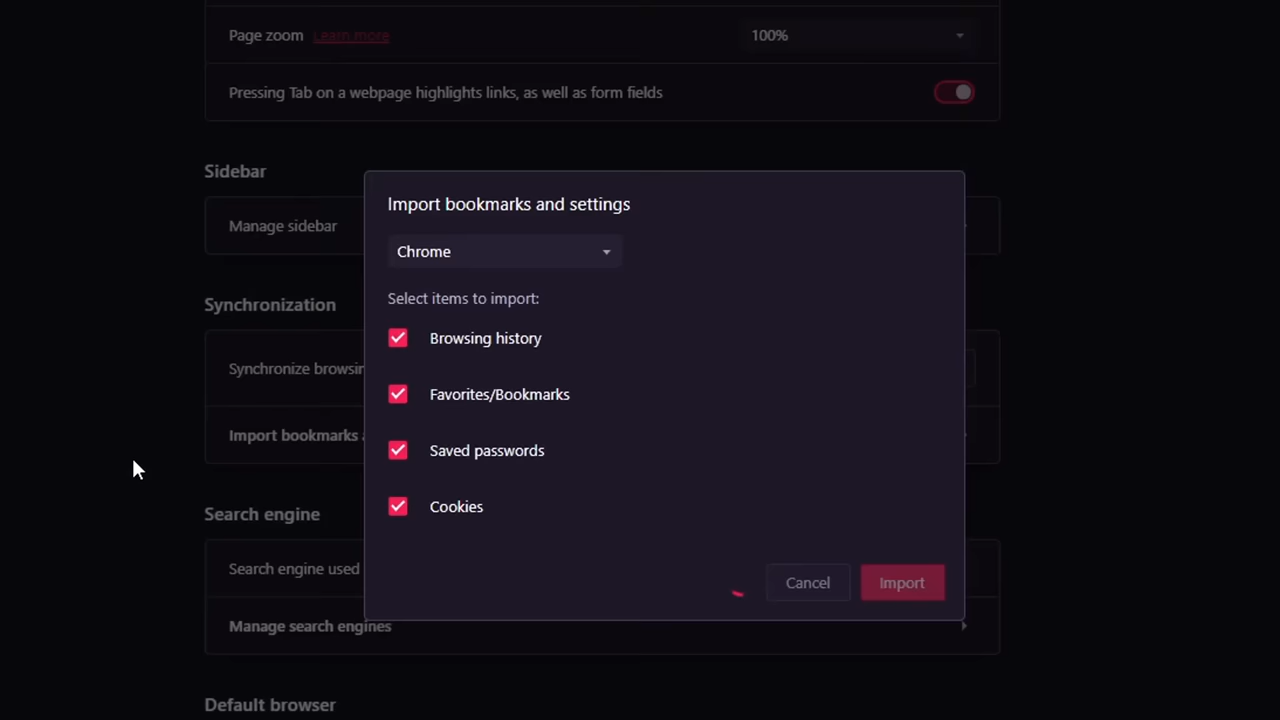 Page zoom Learn more 100%
Pressing Tab on a webpage highlights links, as well as form fields
Sidebar
Import bookmarks and settings
Manage sidebar
Chrome
Select items to import:
Synchronization
Browsing history
Synchronize
Favorites/Bookmarks
Import bookmarks
Saved passwords
Cookies
Search engine
Search engine used
Cancel Import
Manage search engines
Default browser